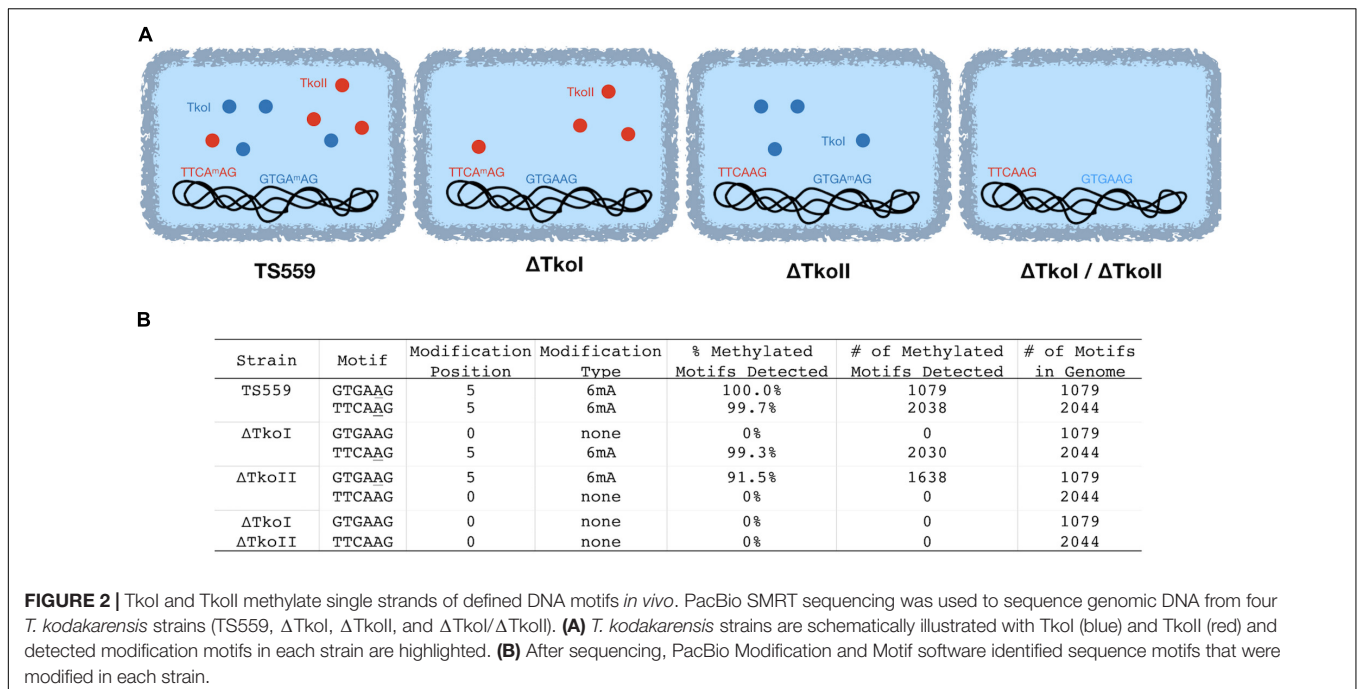 A
TkoI
TkoII
TTCAᵐAG
GTGAᵐAG
TS559
TkoII
TTCAᵐAG
GTGAAG
ΔTkoI
TkoI
TTCAAG
GTGAᵐAG
ΔTkoII
TTCAAG
GTGAAG
ΔTkoI / ΔTkoII
B
Strain Motif Modification Position Modification Type % Methylated Motifs Detected # of Methylated Motifs Detected # of Motifs in Genome
TS559 GTGAAG 5 6mA 100.0% 1079 1079
TTCAAG 5 6mA 99.7% 2038 2044
ΔTkoI GTGAAG 0 none 0% 0 1079
TTCAAG 5 6mA 99.3% 2030 2044
ΔTkoII GTGAAG 5 6mA 91.5% 1638 1079
TTCAAG 0 none 0% 0 2044
ΔTkoI GTGAAG 0 none 0% 0 1079
ΔTkoII TTCAAG 0 none 0% 0 2044
FIGURE 2 | TkoI and TkoII methylate single strands of defined DNA motifs in vivo. PacBio SMRT sequencing was used to sequence genomic DNA from four
T. kodakarensis strains (TS559, ΔTkoI, ΔTkoII, and ΔTkoI/ΔTkoII). (A) T. kodakarensis strains are schematically illustrated with TkoI (blue) and TkoII (red) and
detected modification motifs in each strain are highlighted. (B) After sequencing, PacBio Modification and Motif software identified sequence motifs that were
modified in each strain.